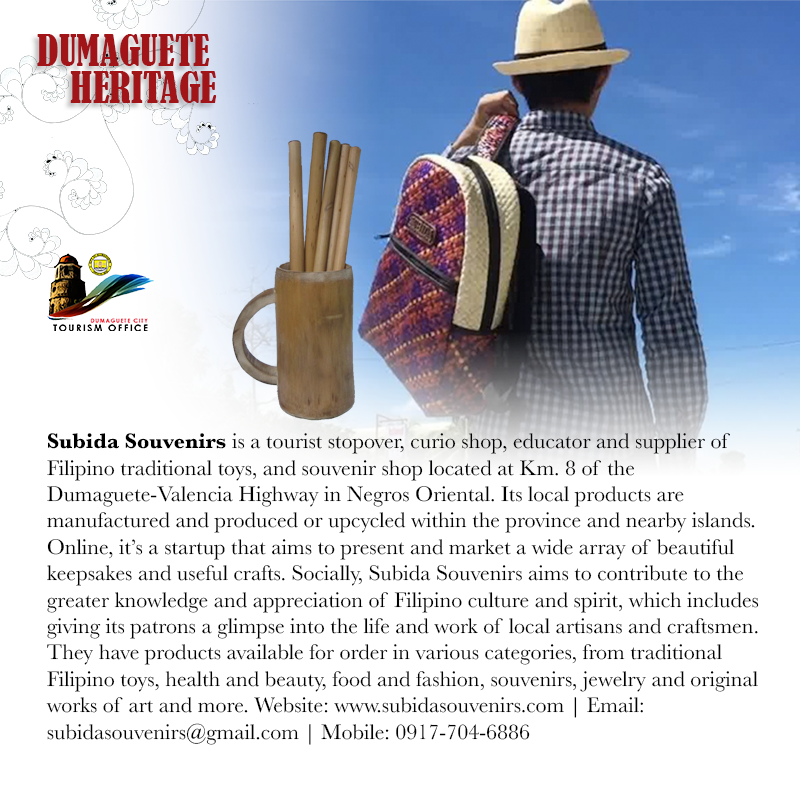 DUMAGUETE
HERITAGE
DUMAGUETE CITY
TOURISM OFFICE
Subida Souvenirs is a tourist stopover, curio shop, educator and supplier of
Filipino traditional toys, and souvenir shop located at Km. 8 of the
Dumaguete-Valencia Highway in Negros Oriental. Its local products are
manufactured and produced or upcycled within the province and nearby islands.
Online, it's a startup that aims to present and market a wide array of beautiful
keepsakes and useful crafts. Socially, Subida Souvenirs aims to contribute to the
greater knowledge and appreciation of Filipino culture and spirit, which includes
giving its patrons a glimpse into the life and work of local artisans and craftsmen.
They have products available for order in various categories, from traditional
Filipino toys, health and beauty, food and fashion, souvenirs, jewelry and original
works of art and more. Website: www.subidasouvenirs.com | Email:
subidasouvenirs@gmail.com | Mobile: 0917-704-6886